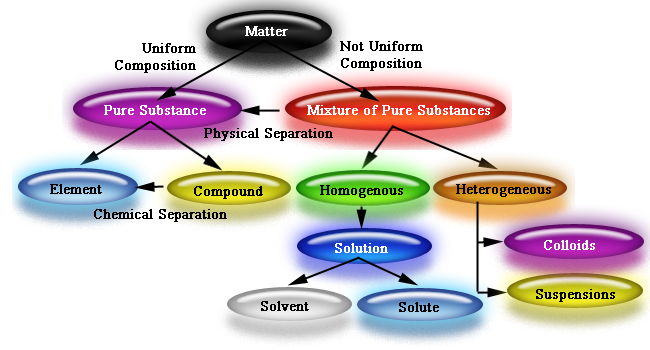 Matter
Uniform
Composition
Not Uniform
Composition
Pure Substance
Mixture of Pure Substances
Physical Separation
Element
Compound
Homogenous
Heterogeneous
Chemical Separation
Solution
Colloids
Solvent
Solute
Suspensions